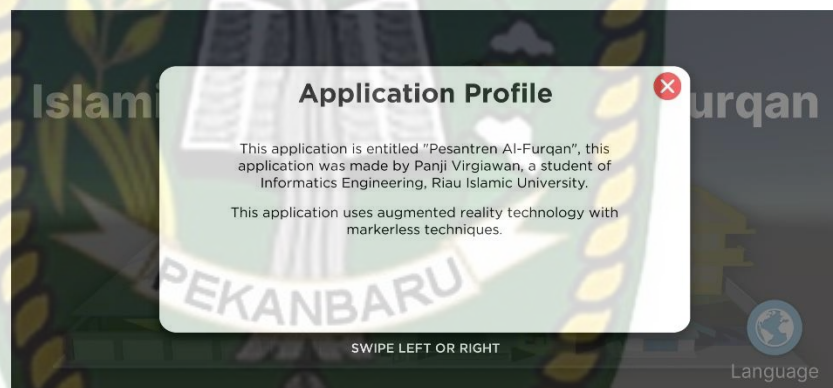 Islami
urqan
Application Profile
This application is entitled "Pesantren Al-Furqan", this
application was made by Panji Virgiawan, a student of
Informatics Engineering, Riau Islamic University.
This application uses augmented reality technology with
markerless techniques.
PEKANBARU
SWIPE LEFT OR RIGHT
Language